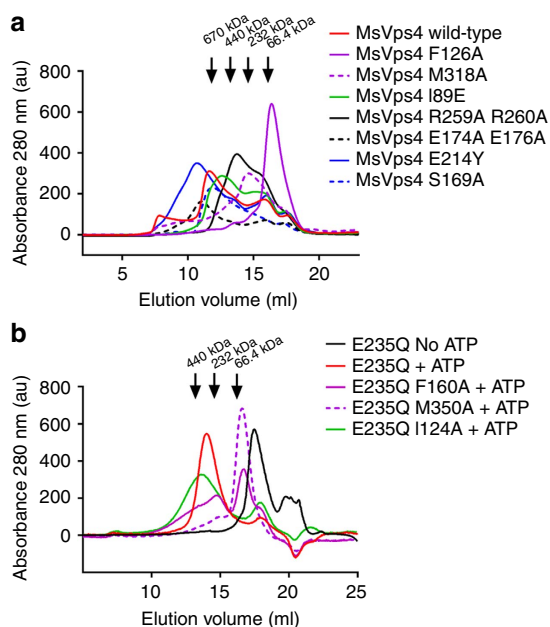 a
670 kDa
440 kDa
232 kDa
66.4 kDa
MsVps4 wild-type
MsVps4 F126A
MsVps4 M318A
MsVps4 I89E
MsVps4 R259A R260A
MsVps4 E174A E176A
MsVps4 E214Y
MsVps4 S169A
Absorbance 280 nm (au)
800
600
400
200
0
5
10
15
20
Elution volume (ml)
b
440 kDa
232 kDa
66.4 kDa
E235Q No ATP
E235Q + ATP
E235Q F160A + ATP
E235Q M350A + ATP
E235Q I124A + ATP
Absorbance 280 nm (au)
800
600
400
200
0
10
15
20
25
Elution volume (ml)